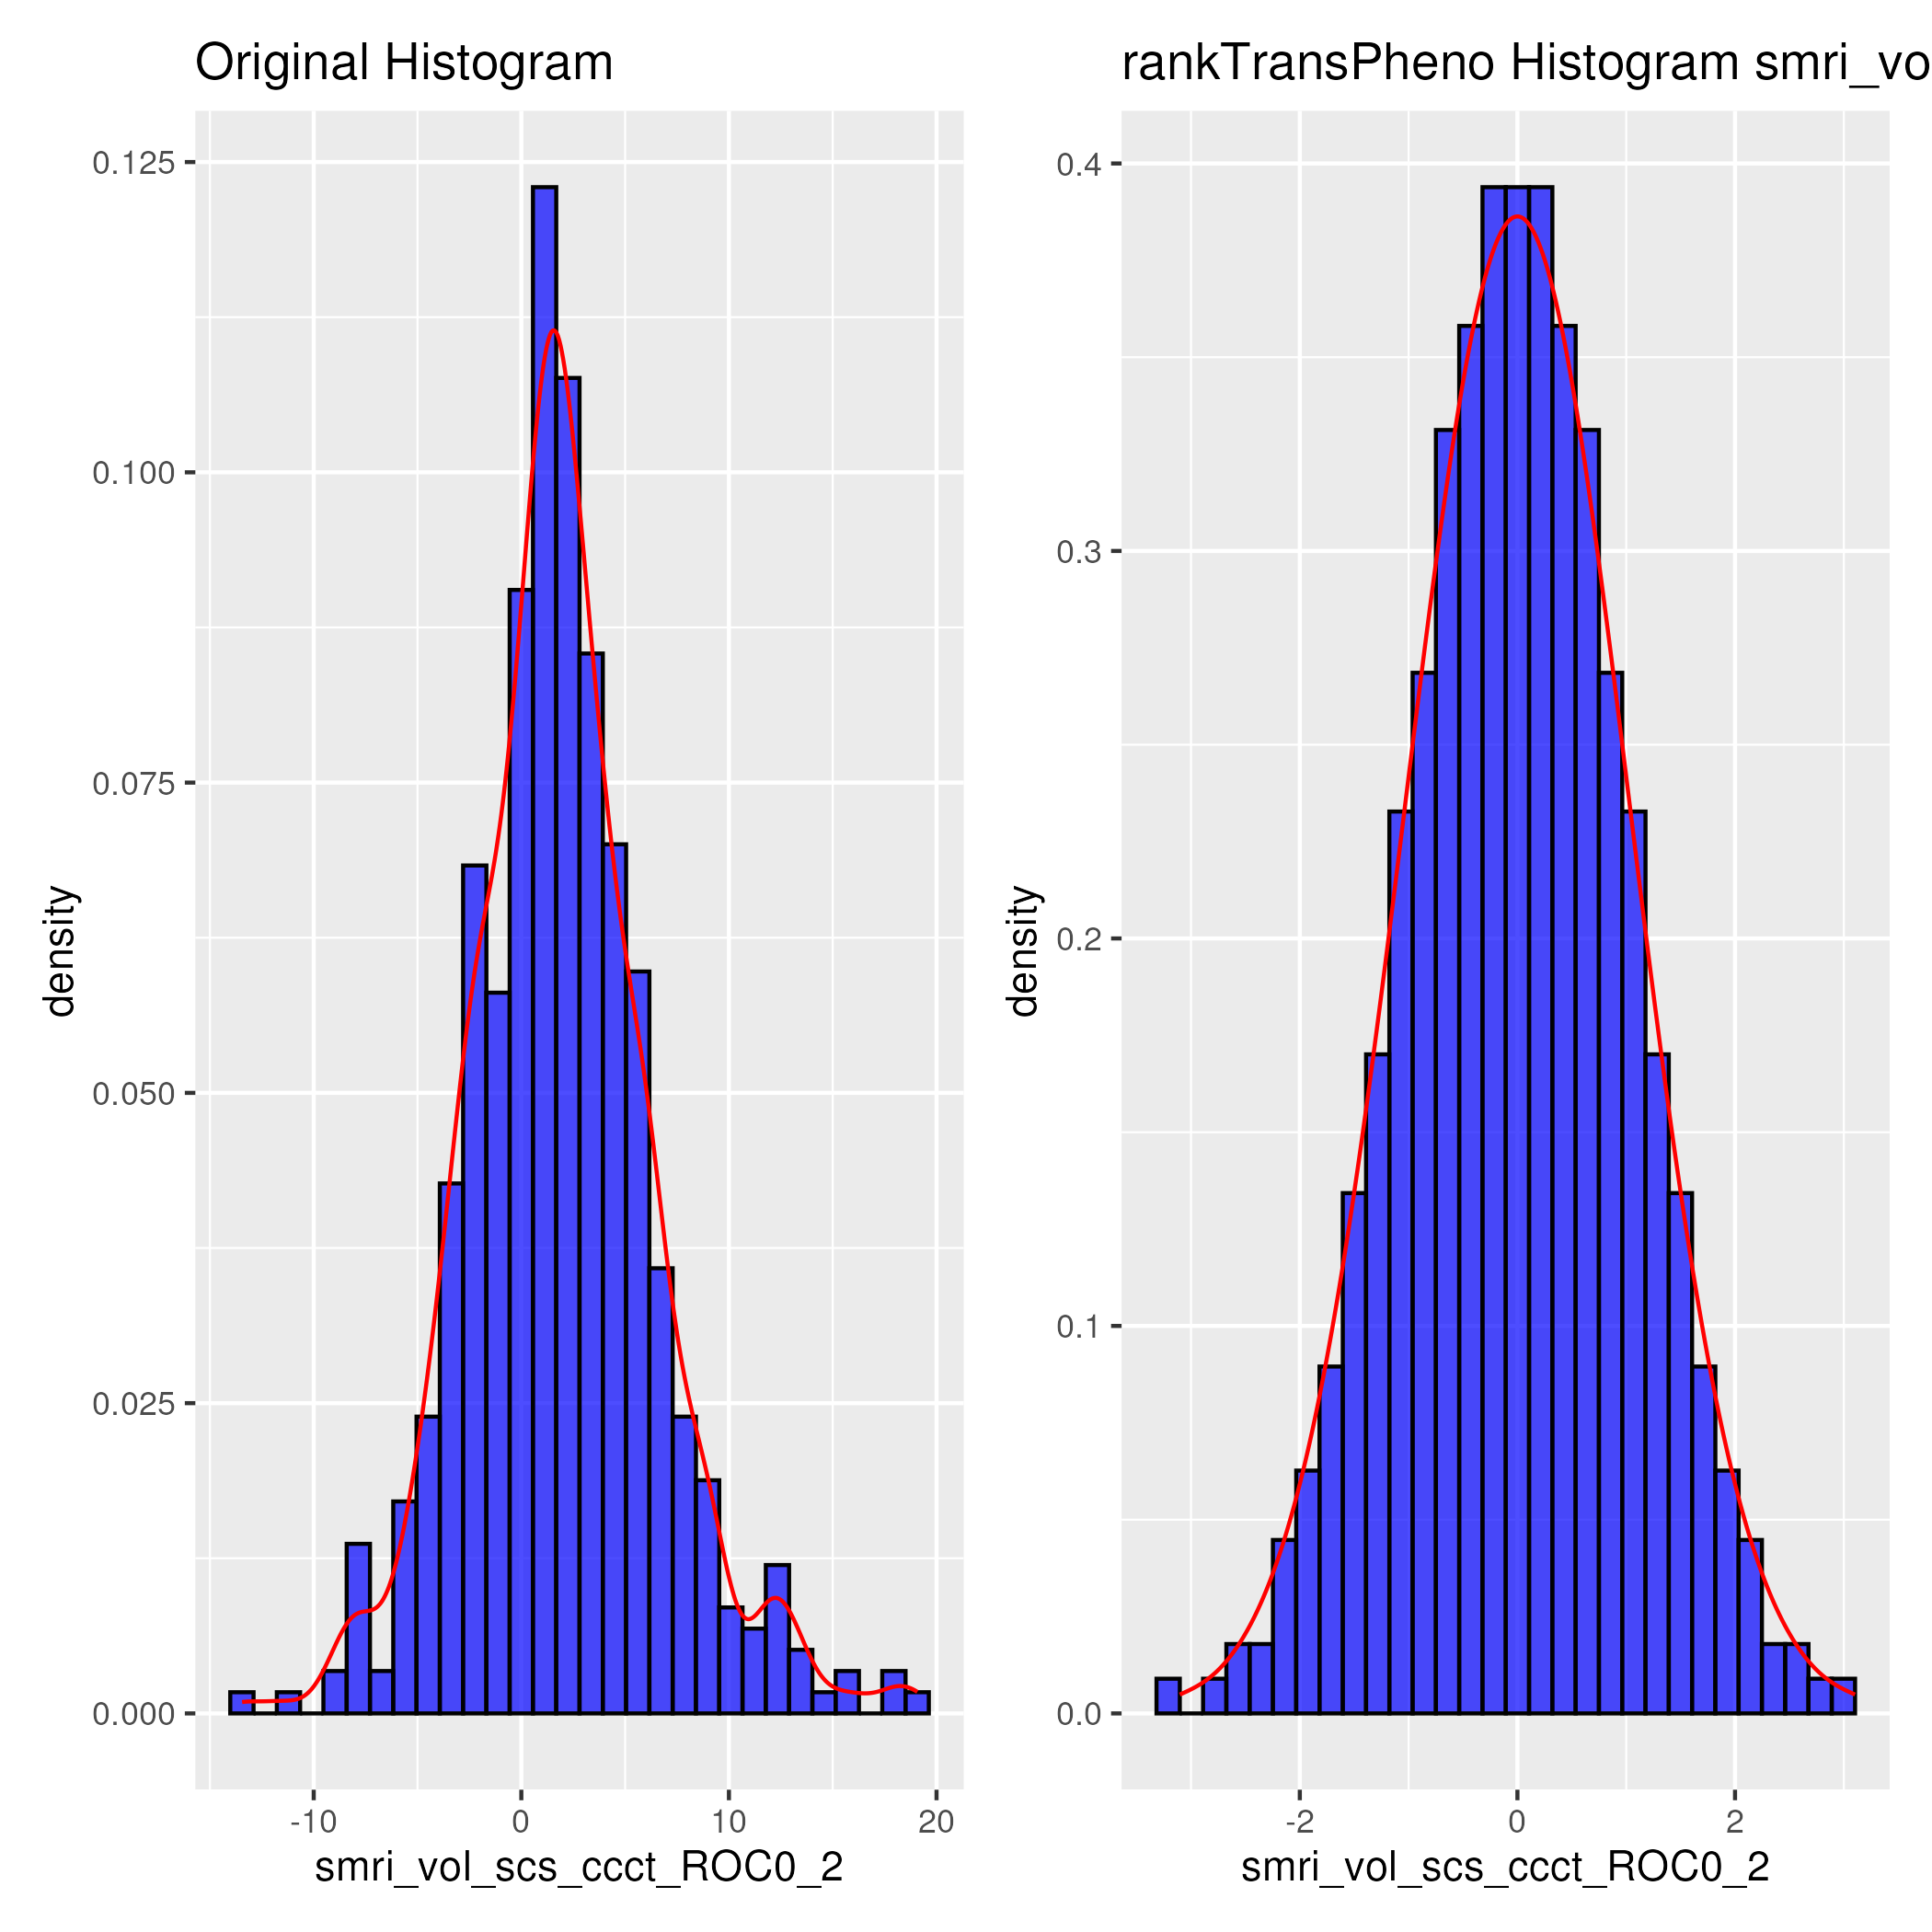 Original Histogram
density
0.125
0.100
0.075
0.050
0.025
0.000
-10 0 10 20
smri_vol_scs_ccct_ROC0_2
rankTransPheno Histogram smri_vo
density
0.4
0.3
0.2
0.1
0.0
-2 0 2
smri_vol_scs_ccct_ROC0_2